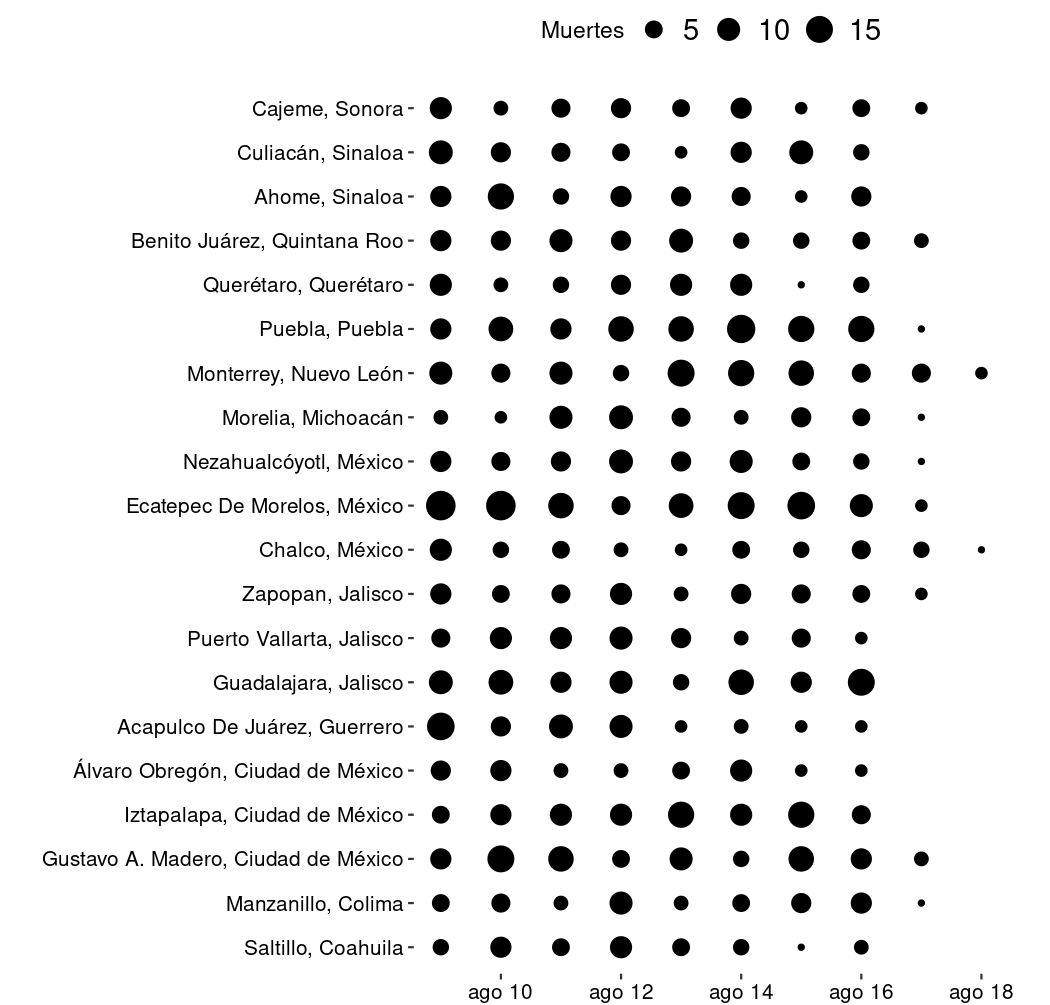 Muertes 5 10 15
Cajeme, Sonora
Culiacán, Sinaloa
Ahome, Sinaloa
Benito Juárez, Quintana Roo
Querétaro, Querétaro
Puebla, Puebla
Monterrey, Nuevo León
Morelia, Michoacán
Nezahualcóyotl, México
Ecatepec De Morelos, México
Chalco, México
Zapopan, Jalisco
Puerto Vallarta, Jalisco
Guadalajara, Jalisco
Acapulco De Juárez, Guerrero
Álvaro Obregón, Ciudad de México
Iztapalapa, Ciudad de México
Gustavo A. Madero, Ciudad de México
Manzanillo, Colima
Saltillo, Coahuila
ago 10 ago 12 ago 14 ago 16 ago 18